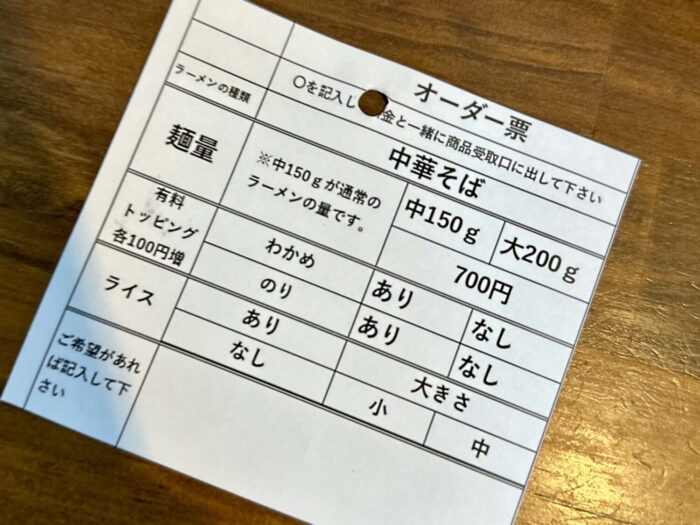 オーダー票
〇を記入し 金と一緒に商品受取口に出して下さい
ラーメンの種類 中華そば
麺量 ※中150gが通常の
ラーメンの量です。
中150g 大200g
700円
有料
トッピング
各100円増
わかめ あり なし
のり あり なし
ライス あり 大きさ
なし 小 中
ご希望があれ
ば記入して下
さい